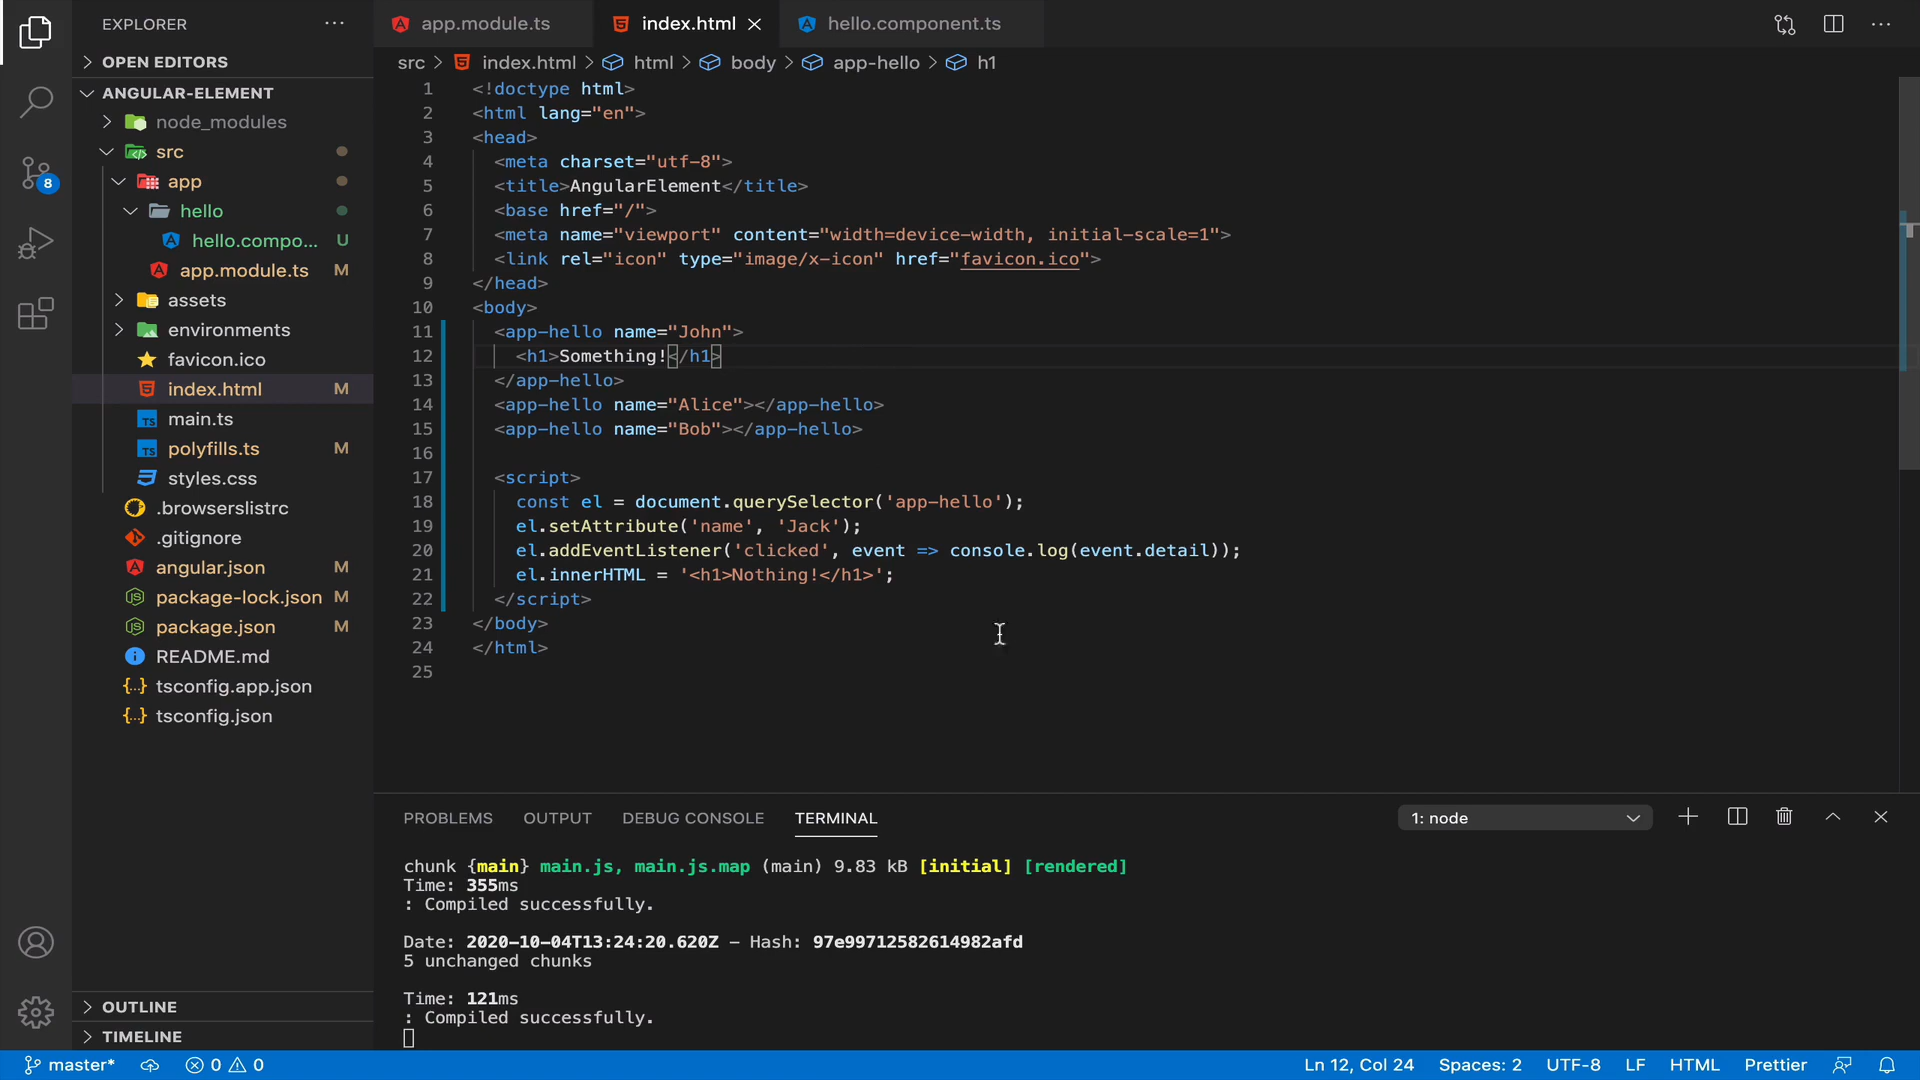 EXPLORER
OPEN EDITORS
ANGULAR-ELEMENT
node_modules
src
app
hello
hello.compo... U
app.module.ts M
assets
environments
favicon.ico
index.html M
main.ts
polyfills.ts M
styles.css
.browserslistrc
.gitignore
angular.json M
package-lock.json M
package.json M
README.md
tsconfig.app.json
tsconfig.json
OUTLINE
TIMELINE
8
app.module.ts index.html hello.component.ts
src > index.html > html > body > app-hello > h1
1 <!doctype html>
2 <html lang="en">
3 <head>
4 <meta charset="utf-8">
5 <title>AngularElement</title>
6 <base href="/">
7 <meta name="viewport" content="width=device-width, initial-scale=1">
8 <link rel="icon" type="image/x-icon" href="favicon.ico">
9 </head>
10 <body>
11 <app-hello name="John">
12 <h1>Something!</h1>
13 </app-hello>
14 <app-hello name="Alice"></app-hello>
15 <app-hello name="Bob"></app-hello>
16
17 <script>
18 const el = document.querySelector('app-hello');
19 el.setAttribute('name', 'Jack');
20 el.addEventListener('clicked', event => console.log(event.detail));
21 el.innerHTML = '<h1>Nothing!</h1>';
22 </script>
23 </body>
24 </html>
25
PROBLEMS OUTPUT DEBUG CONSOLE TERMINAL 1: node
chunk {main} main.js, main.js.map (main) 9.83 kB [initial] [rendered]
Time: 355ms
: Compiled successfully.
Date: 2020-10-04T13:24:20.620Z – Hash: 97e99712582614982afd
5 unchanged chunks
Time: 121ms
: Compiled successfully.
master* 0 0 Ln 12, Col 24 Spaces: 2 UTF-8 LF HTML Prettier